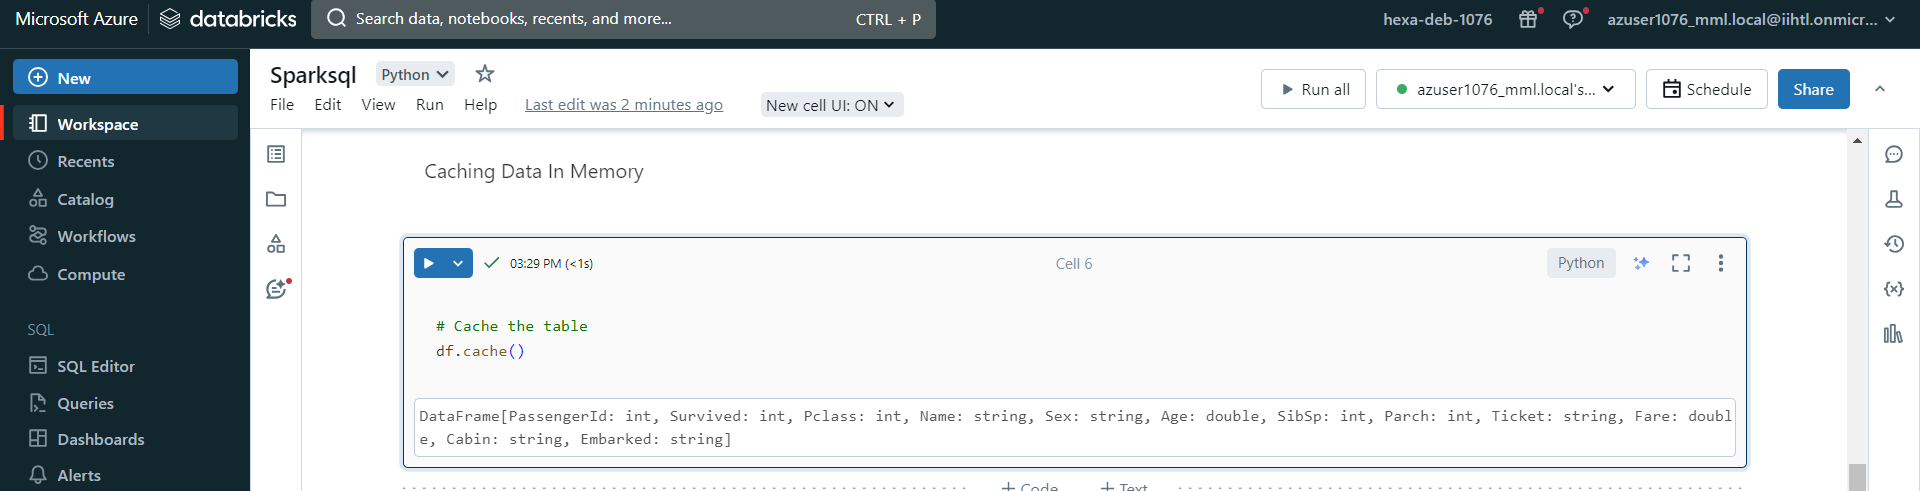 Microsoft Azure databricks Search data, notebooks, recents, and more... CTRL + P hexa-deb-1076 azuser1076_mml.local@iihtl.onmicr...
New
Workspace
Recents
Catalog
Workflows
Compute
SQL
SQL Editor
Queries
Dashboards
Alerts
Sparksql Python
File Edit View Run Help Last edit was 2 minutes ago New cell UI: ON
Run all azuser1076_mml.local's... Schedule Share
Caching Data In Memory
03:29 PM (<1s) Cell 6 Python
# Cache the table
df.cache()
DataFrame[PassengerId: int, Survived: int, Pclass: int, Name: string, Sex: string, Age: double, SibSp: int, Parch: int, Ticket: string, Fare: doubl
e, Cabin: string, Embarked: string]
+ Code + Text